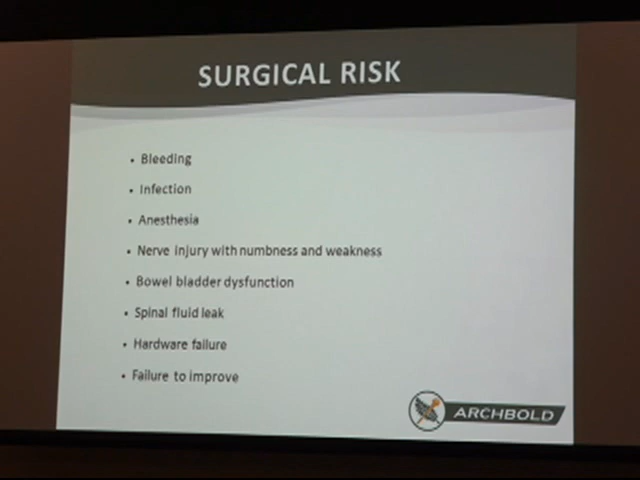 SURGICAL RISK
• Bleeding
• Infection
• Anesthesia
• Nerve injury with numbness and weakness
• Bowel bladder dysfunction
• Spinal fluid leak
• Hardware failure
• Failure to improve
ARCHBOLD